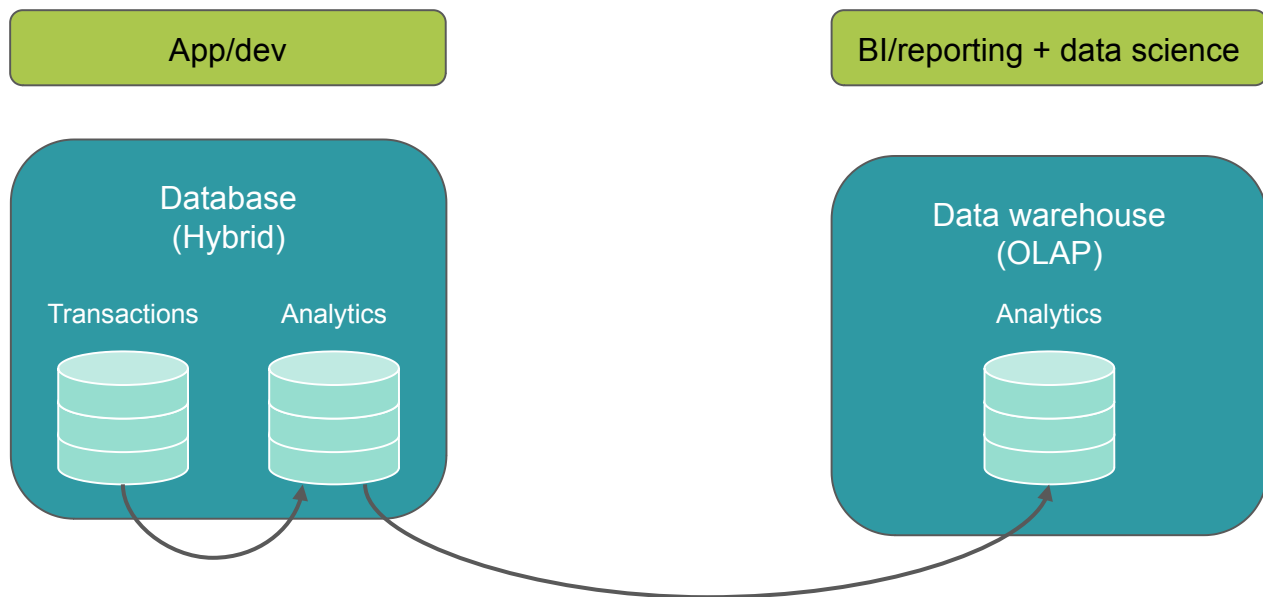 App/dev
BI/reporting + data science
Database
(Hybrid)
Transactions
Analytics
Data warehouse
(OLAP)
Analytics